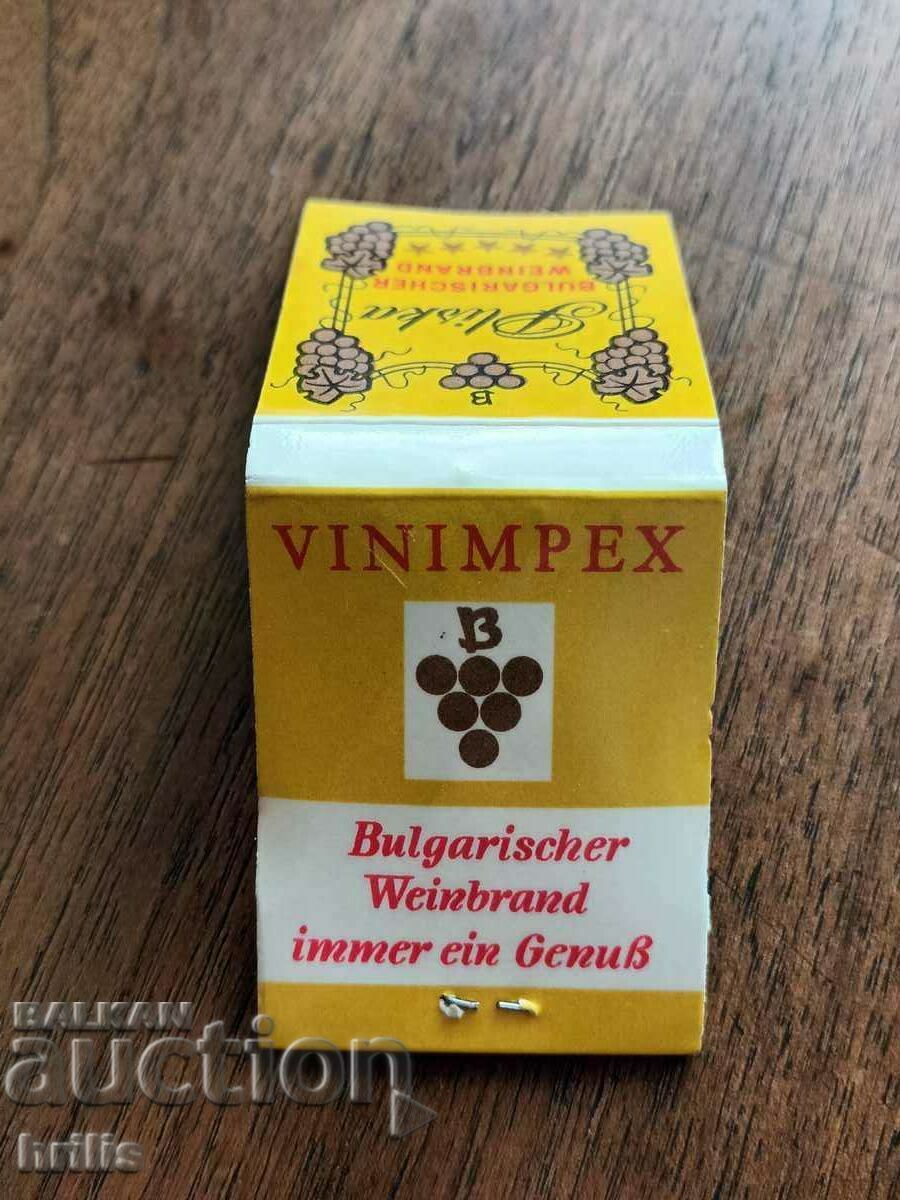 Pliska
BULGARISCHER
WEINBRAND
B
VINIMPEX
B
Bulgarischer
Weinbrand
immer ein Genuß
BALKAN
auction
hrilis